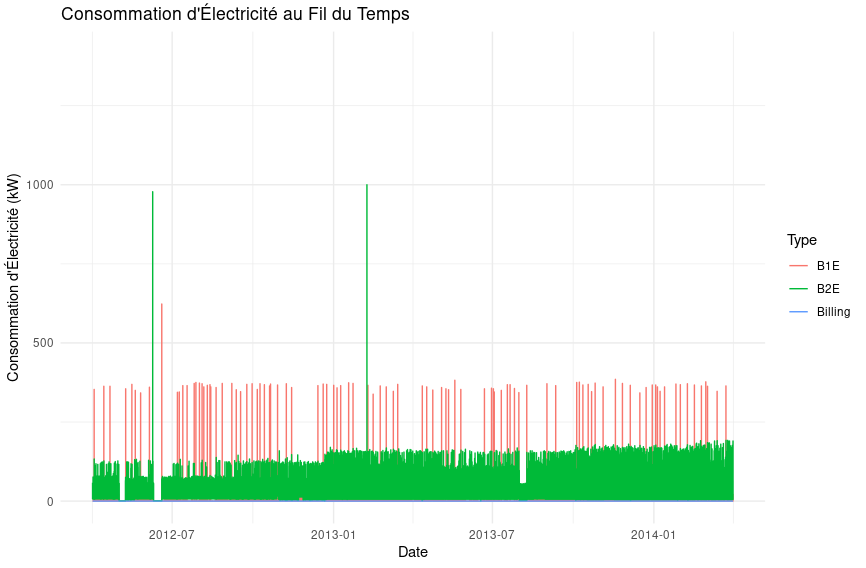 Consommation d'Électricité au Fil du Temps
Consommation d'Électricité (kW)
1000
500
0
2012-07
2013-01
2013-07
2014-01
Date
Type
B1E
B2E
Billing